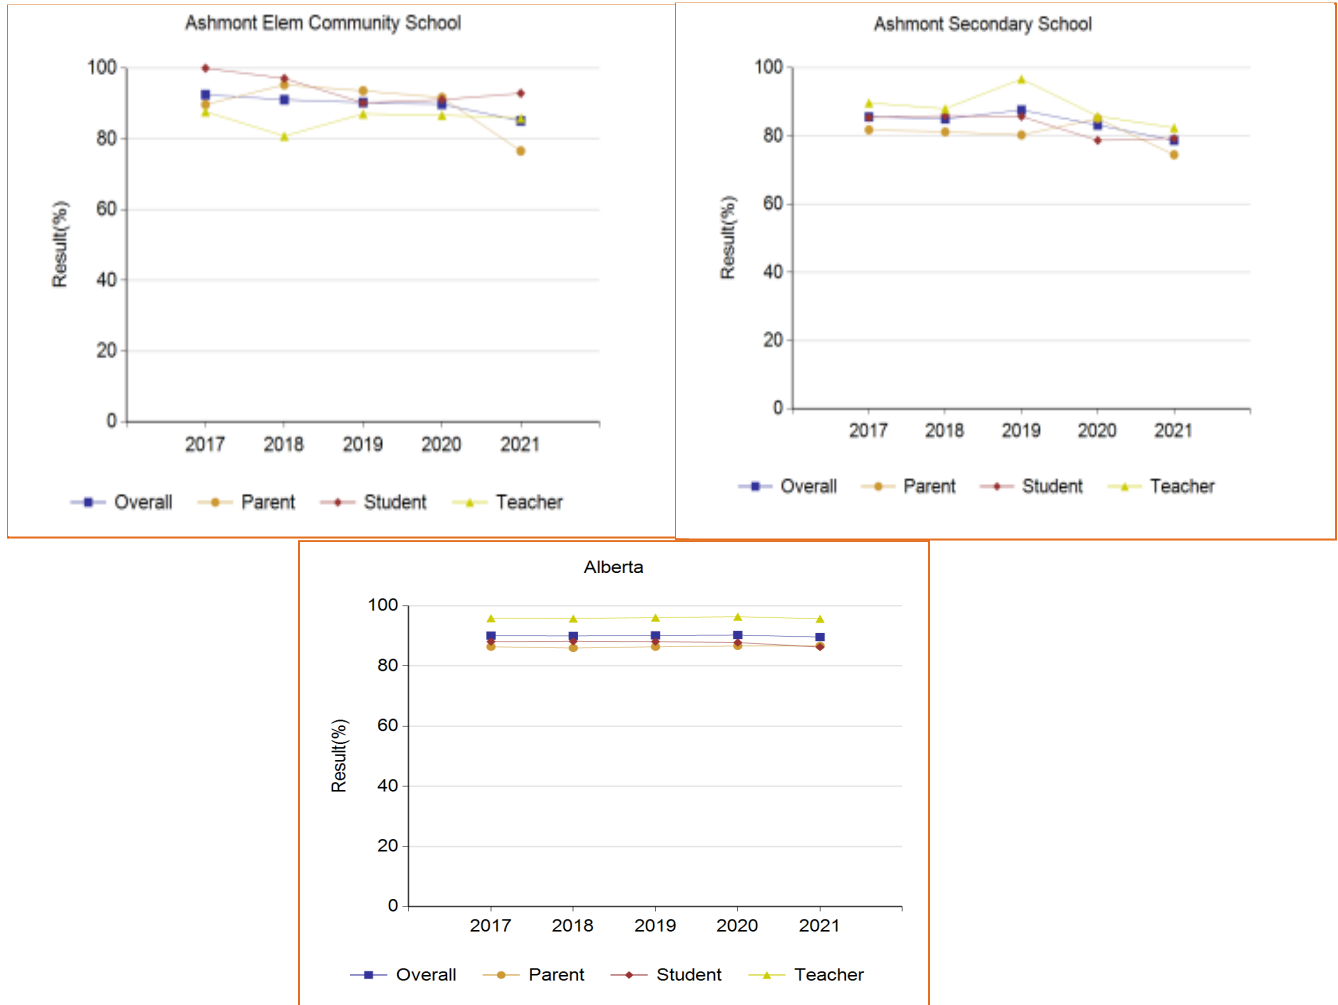 Ashmont Elem Community School
100
80
60
40
20
0
Result(%)
2017 2018 2019 2020 2021
Overall Parent Student Teacher
Ashmont Secondary School
100
80
60
40
20
0
Result(%)
2017 2018 2019 2020 2021
Overall Parent Student Teacher
Alberta
100
80
60
40
20
0
Result(%)
2017 2018 2019 2020 2021
Overall Parent Student Teacher